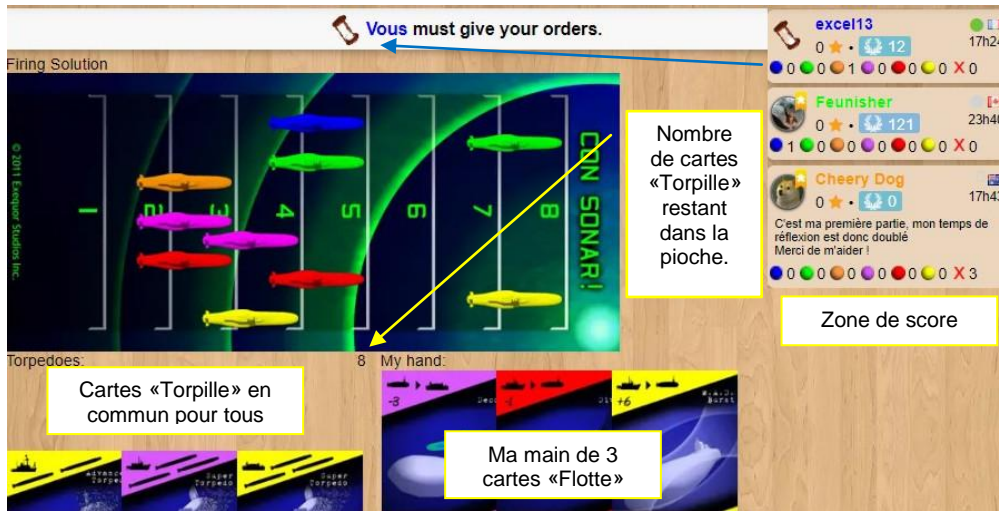 Vous must give your orders.
Firing Solution
© 2011 Exequor Studios Inc.
1 2 3 4 5 6 7 8
CON SONAR!
Nombre
de cartes
«Torpille»
restant
dans la
pioche.
excel13
0 • 12
17h24
0 0 1 0 0 0 X 0
Feunisher
0 • 121
23h40
1 0 0 0 0 0 X 0
Cheery Dog
0 • 0
17h43
C'est ma première partie, mon temps de
réflexion est donc doublé
Merci de m'aider !
0 0 0 0 0 0 X 3
Zone de score
Torpedoes: 8
My hand:
Cartes «Torpille» en
commun pour tous
-3
-1
+6
Burst
Ma main de 3
cartes «Flotte»
Super
Torpedo
Super
Torpedo